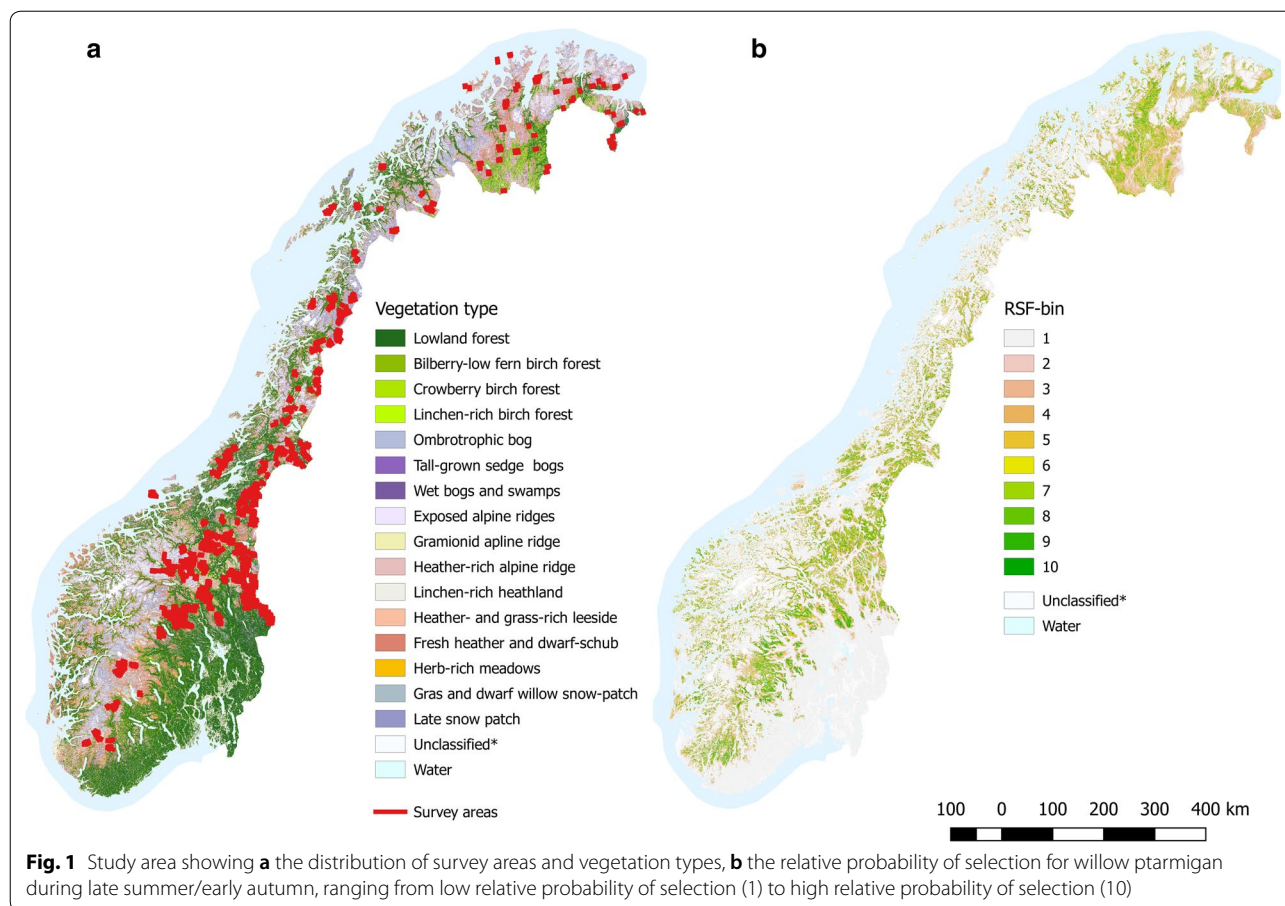 a
b
Vegetation type
Lowland forest
Bilberry-low fern birch forest
Crowberry birch forest
Linchen-rich birch forest
Ombrotrophic bog
Tall-grown sedge bogs
Wet bogs and swamps
Exposed alpine ridges
Gramionid apline ridge
Heather-rich alpine ridge
Linchen-rich heathland
Heather- and grass-rich leeside
Fresh heather and dwarf-schub
Herb-rich meadows
Gras and dwarf willow snow-patch
Late snow patch
Unclassified*
Water
Survey areas
RSF-bin
1
2
3
4
5
6
7
8
9
10
Unclassified*
Water
100 0 100 200 300 400 km
Fig. 1 Study area showing a the distribution of survey areas and vegetation types, b the relative probability of selection for willow ptarmigan
during late summer/early autumn, ranging from low relative probability of selection (1) to high relative probability of selection (10)